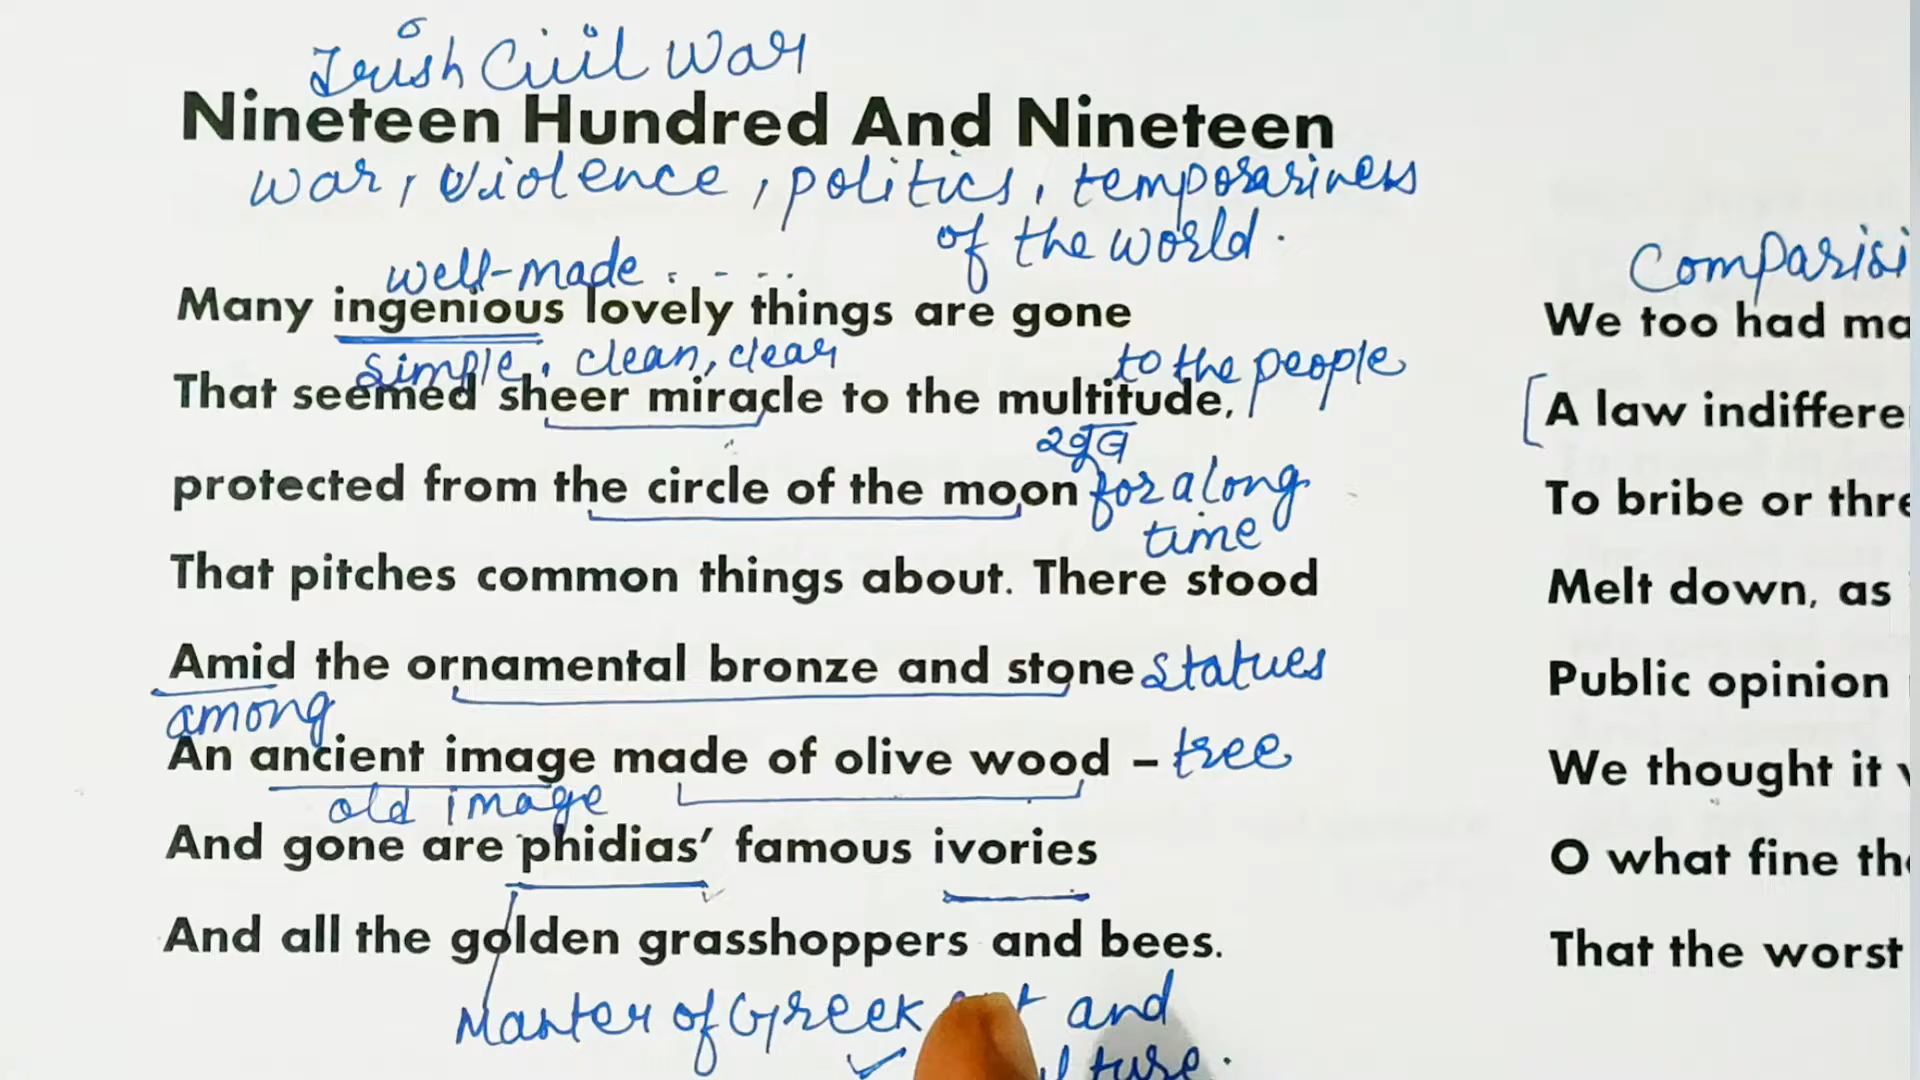 Irish Civil War
Nineteen Hundred And Nineteen
war, violence, politics, temporariness
of the world.
well-made
Many ingenious lovely things are gone
simple, clean, clear
to the people
That seemed sheer miracle to the multitude,
protected from the circle of the moon for a long
time
That pitches common things about. There stood
Amid the ornamental bronze and stone statues
among
An ancient image made of olive wood – tree
old image
And gone are phidias’ famous ivories
And all the golden grasshoppers and bees.
Master of Greek and
We too had
A law
To bribe or
Melt down, as
Public opinion
We thought it
O what fine
That the worst